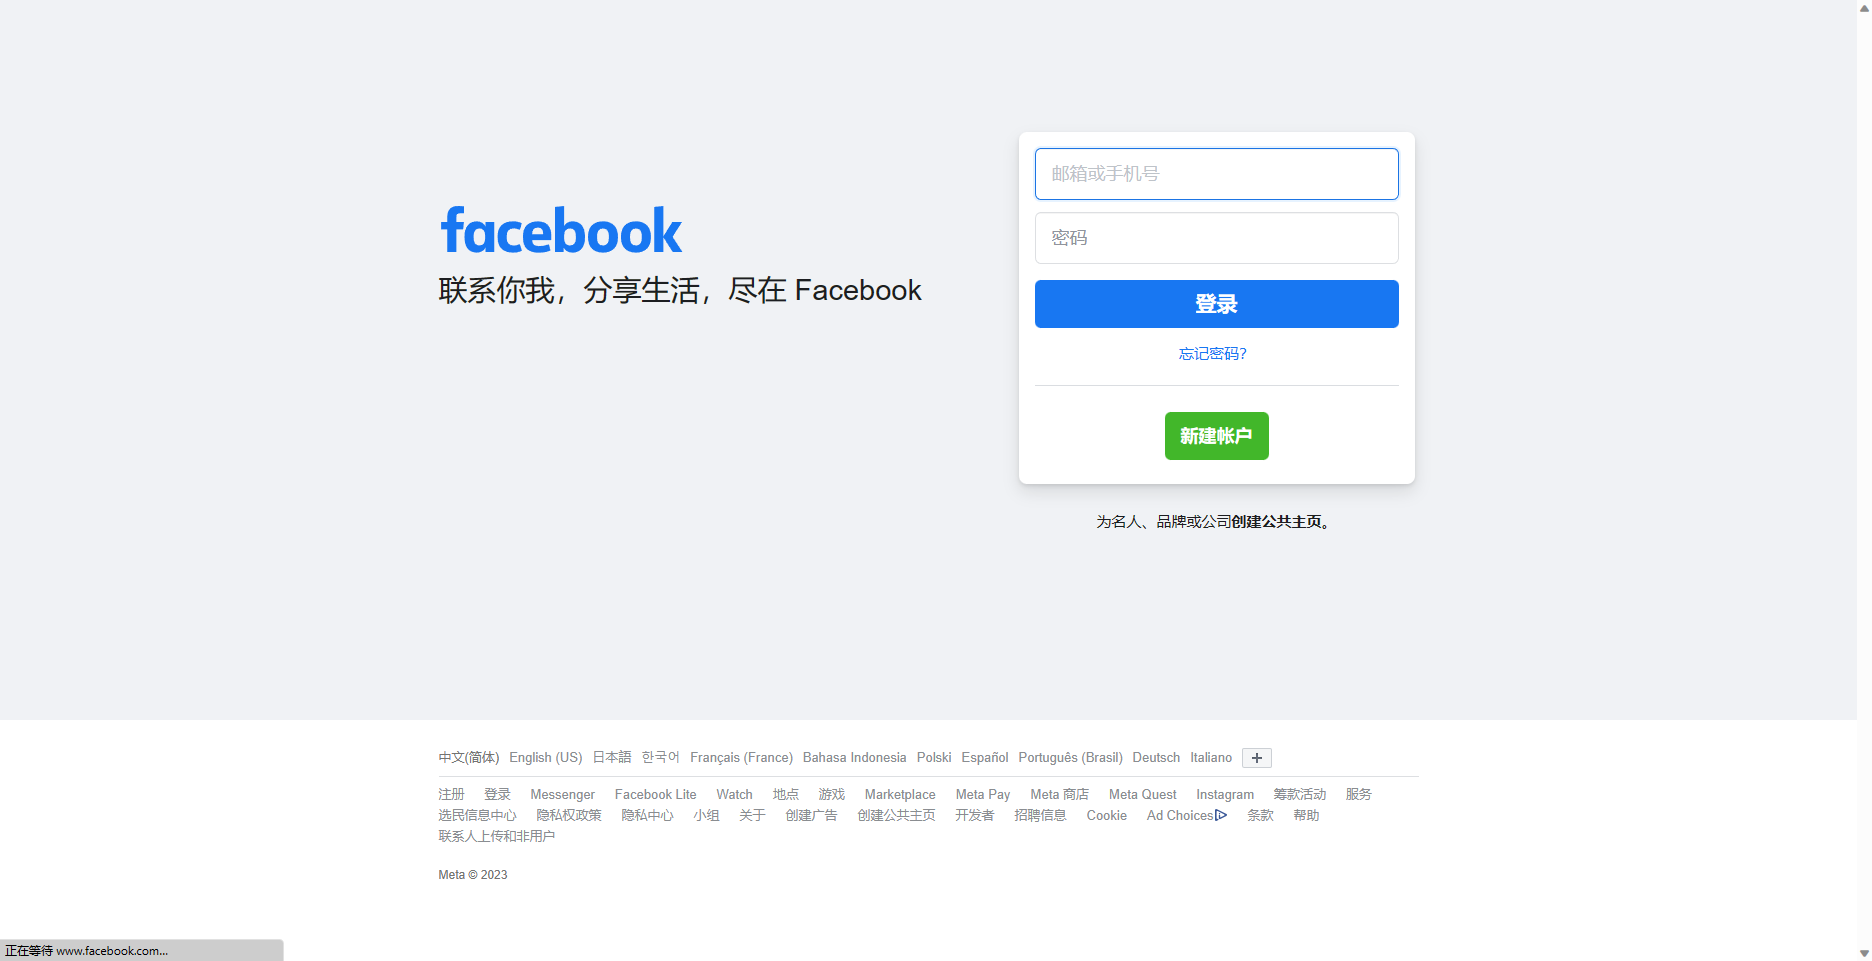 facebook
联系你我，分享生活，尽在 Facebook
邮箱或手机号
密码
登录
忘记密码？
新建帐户
为名人、品牌或公司创建公共主页。
中文(简体) English (US) 日本語 한국어 Français (France) Bahasa Indonesia Polski Español Português (Brasil) Deutsch Italiano +
注册 登录 Messenger Facebook Lite Watch 地点 游戏 Marketplace Meta Pay Meta 商店 Meta Quest Instagram 筹款活动 服务
选民信息中心 隐私权政策 隐私中心 小组 关于 创建广告 创建公共主页 开发者 招聘信息 Cookie Ad Choices 条款 帮助
联系人上传和非用户
Meta © 2023
正在等待 www.facebook.com...